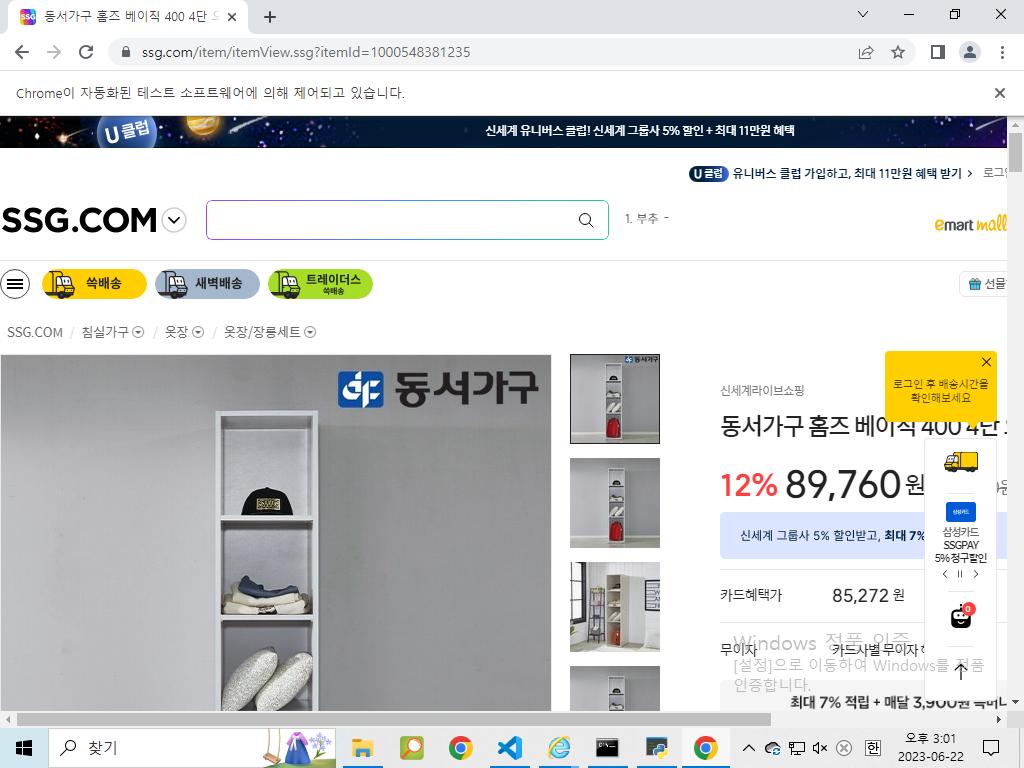 동서가구 홈즈 베이직 400 4단
ssg.com/item/itemView.ssg?itemId=1000548381235
Chrome이 자동화된 테스트 소프트웨어에 의해 제어되고 있습니다.
U 클럽
신세계 유니버스 클럽! 신세계 그룹사 5% 할인 + 최대 11만원 혜택
U 클럽 유니버스 클럽 가입하고, 최대 11만원 혜택 받기
SSG.COM
1. 부추 -
emart mall
쓱배송
새벽배송
트레이더스
쓱배송
선물
SSG.COM / 침실가구 / 옷장 / 옷장/장롱세트
동서가구
동서가구
신세계라이브쇼핑
로그인 후 배송시간을
확인해보세요
동서가구 홈즈 베이직 400 4단
12% 89,760원
신세계 그룹사 5% 할인받고, 최대 7%
삼성카드
삼성카드
SSGPAY
5% 청구할인
카드혜택가 85,272 원
0
무이자 카드사별 무이자
Windows 정품 인증
[설정]으로 이동하여 Windows를 정품
인증합니다.
최대 7% 적립 + 매달 3,900원
찾기
한
오후 3:01
2023-06-22